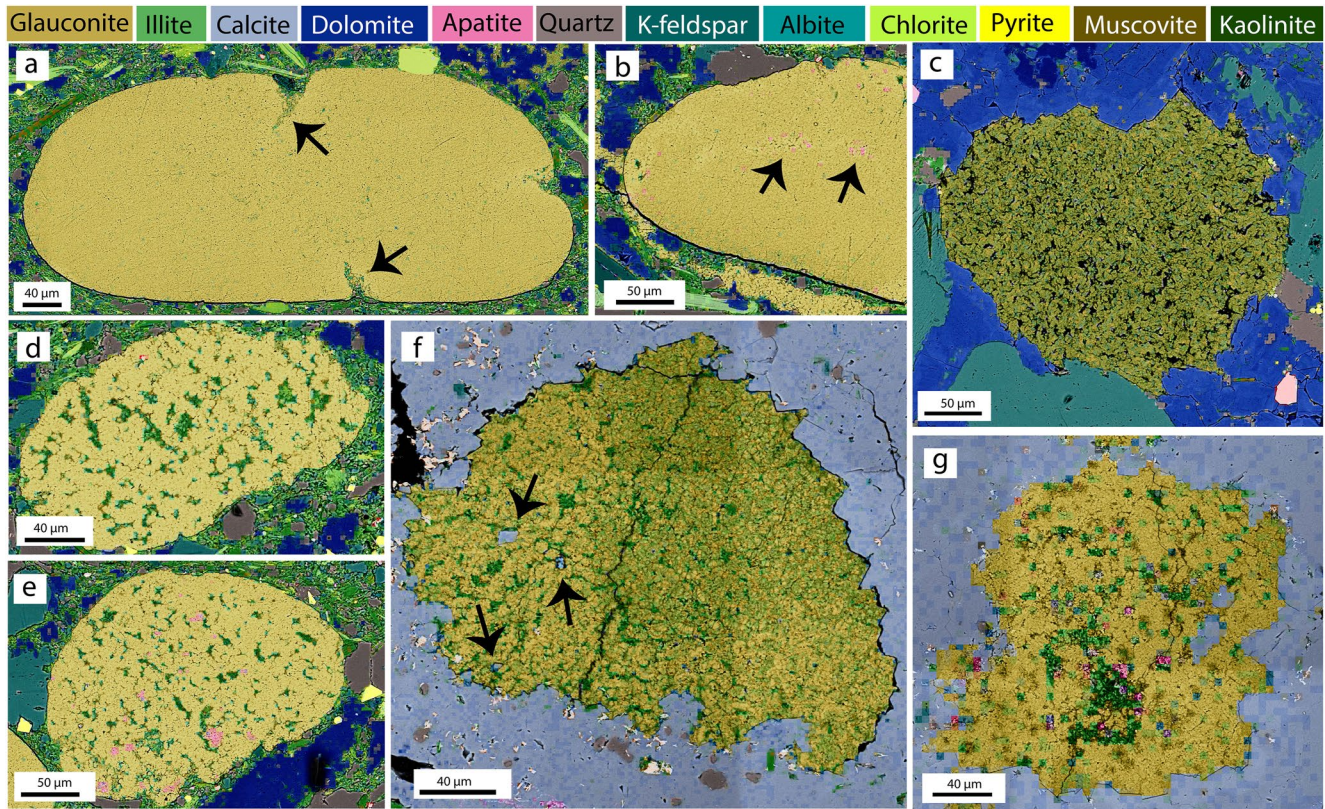 Glauconite Illite Calcite Dolomite Apatite Quartz K-feldspar Albite Chlorite Pyrite Muscovite Kaolinite
a
40 µm
b
50 µm
c
50 µm
d
40 µm
e
50 µm
f
40 µm
g
40 µm